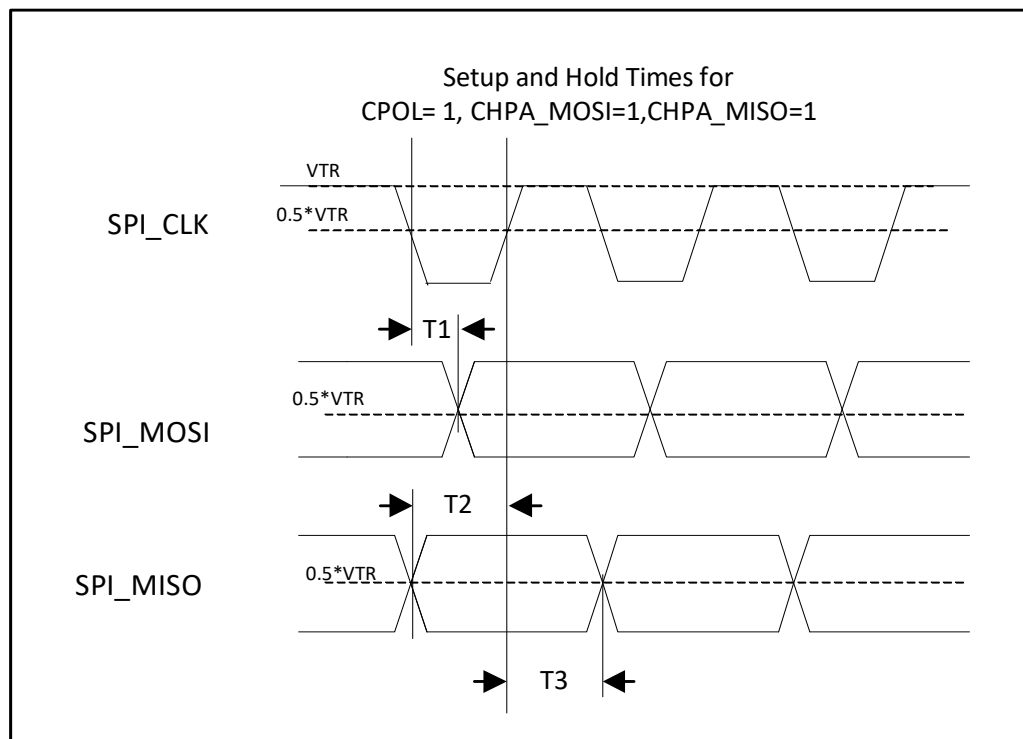 Setup and Hold Times for
CPOL= 1, CHPA_MOSI=1,CHPA_MISO=1
VTR
0.5*VTR
SPI_CLK
T1
0.5*VTR
SPI_MOSI
T2
0.5*VTR
SPI_MISO
T3